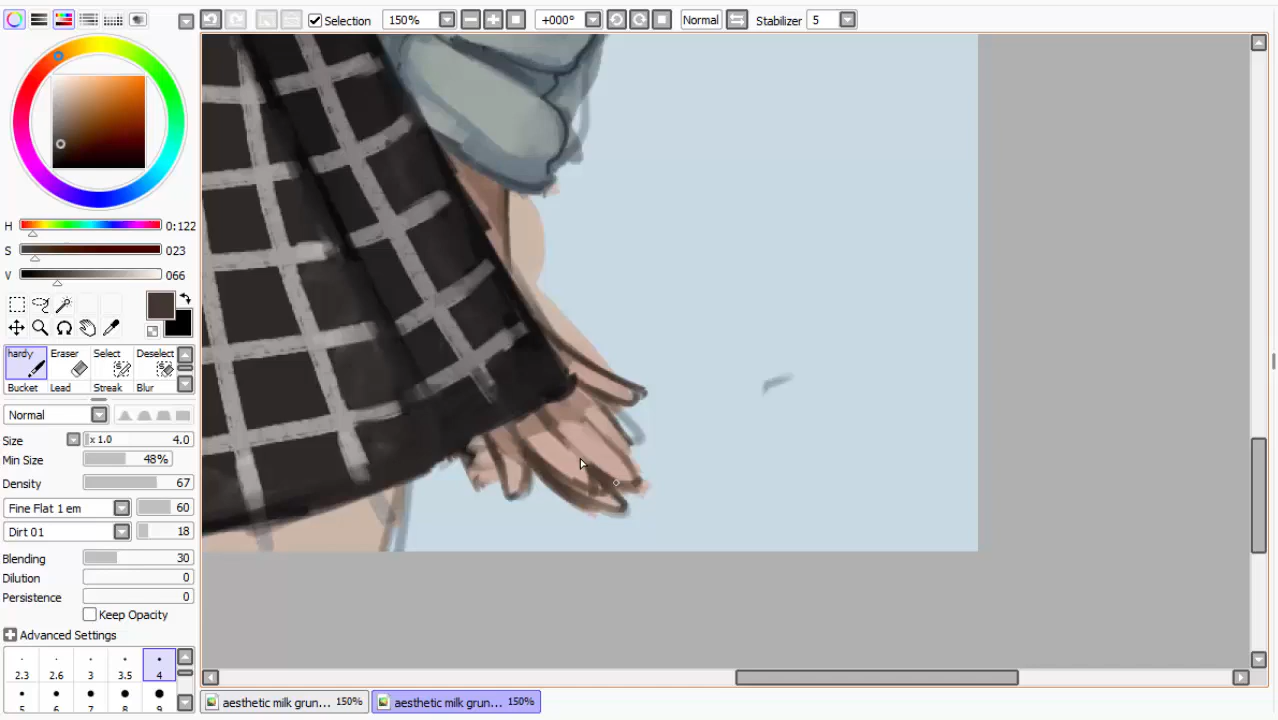 Selection 150% +000° Normal Stabilizer 5
H 0:122
S 023
V 066
hardy Eraser Select Deselect
Bucket Lead Streak Blur
Normal
Size x 1.0 4.0
Min Size 48%
Density 67
Fine Flat 1 em 60
Dirt 01 18
Blending 30
Dilution 0
Persistence 0
Keep Opacity
Advanced Settings
2.3 2.6 3 3.5 4
5 6 7 8 9
aesthetic milk grun... 150% aesthetic milk grun... 150%